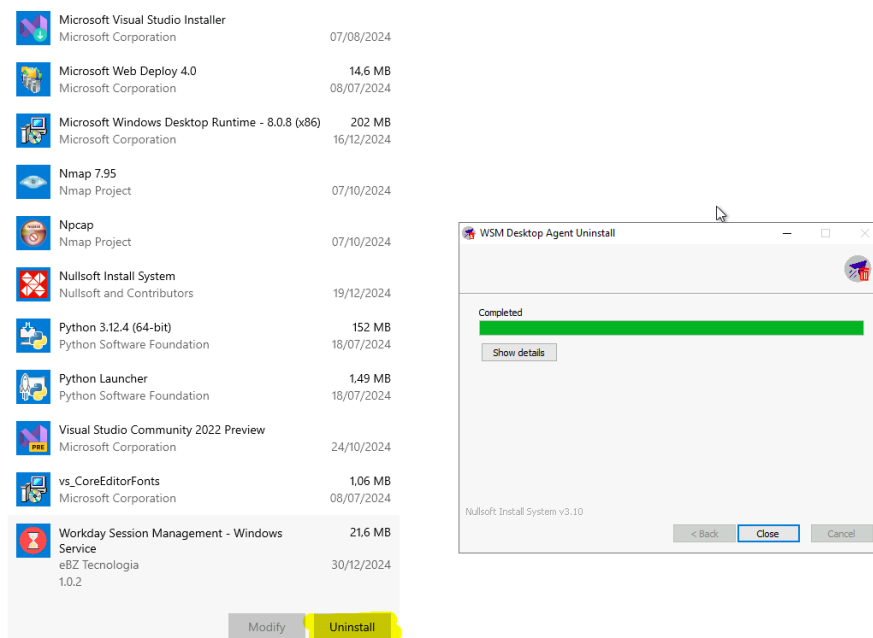 Microsoft Visual Studio Installer
Microsoft Corporation 07/08/2024
Microsoft Web Deploy 4.0 14,6 MB
Microsoft Corporation 08/07/2024
Microsoft Windows Desktop Runtime - 8.0.8 (x86) 202 MB
Microsoft Corporation 16/12/2024
Nmap 7.95
Nmap Project 07/10/2024
Npcap
Nmap Project 07/10/2024
Nullsoft Install System
Nullsoft and Contributors 19/12/2024
Python 3.12.4 (64-bit) 152 MB
Python Software Foundation 18/07/2024
Python Launcher 1,49 MB
Python Software Foundation 18/07/2024
Visual Studio Community 2022 Preview
PRE
Microsoft Corporation 24/10/2024
vs_CoreEditorFonts 1,06 MB
Microsoft Corporation 08/07/2024
Workday Session Management - Windows 21,6 MB
Service
eBZ Tecnologia 30/12/2024
1.0.2
Modify Uninstall
WSM Desktop Agent Uninstall
Completed
Show details
Nullsoft Install System v3.10
< Back Close Cancel